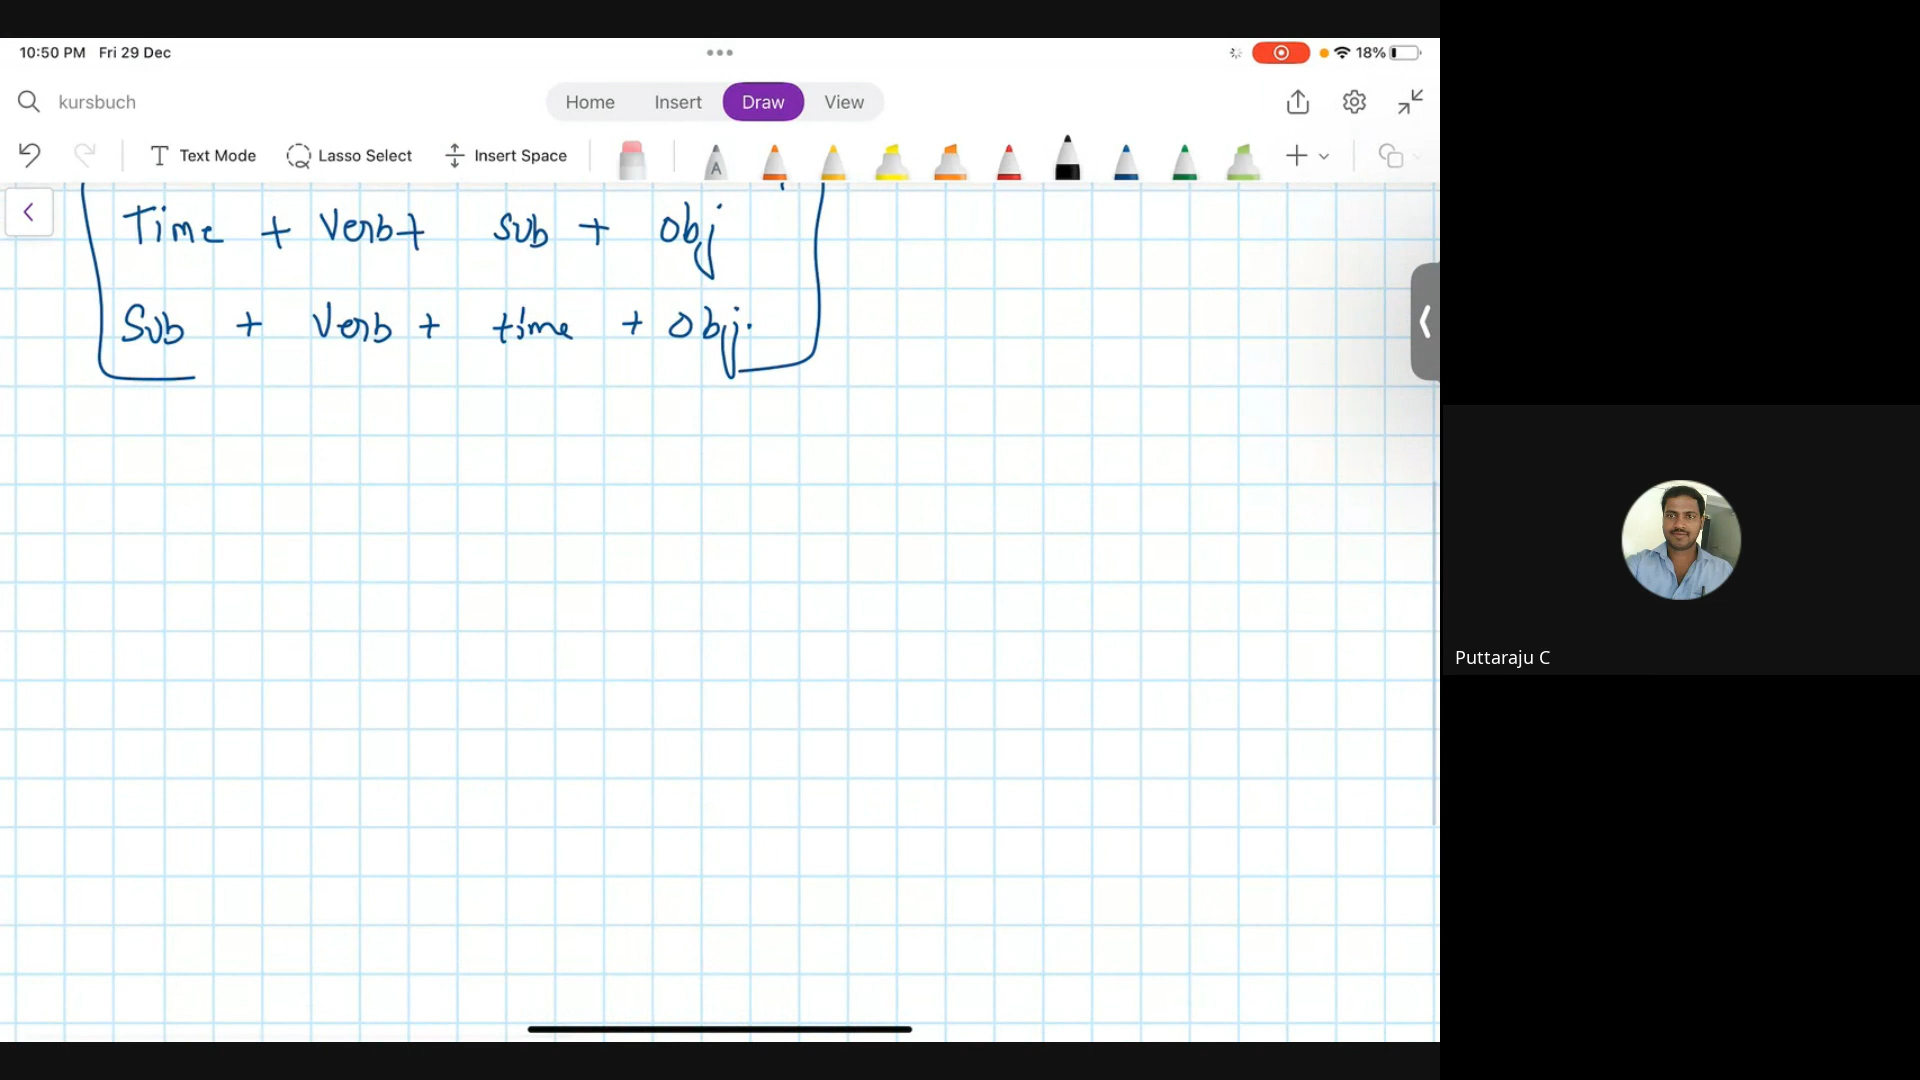 10:50 PM Fri 29 Dec 18%
kursbuch Home Insert Draw View
Text Mode Lasso Select Insert Space A
Time + Verb + Sub + Obj
Sub + Verb + time + Obj.
Puttaraju C